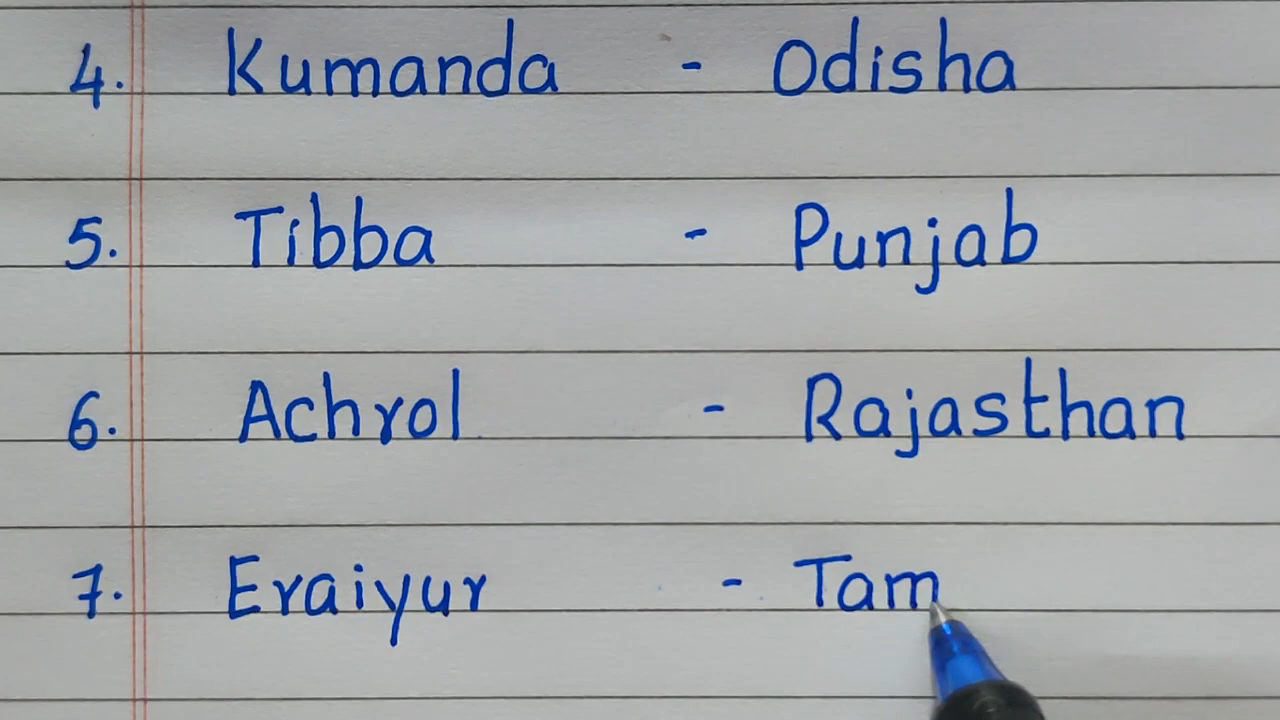 4. Kumanda - Odisha
5. Tibba - Punjab
6. Achrol - Rajasthan
7. Eraiyur - Tam